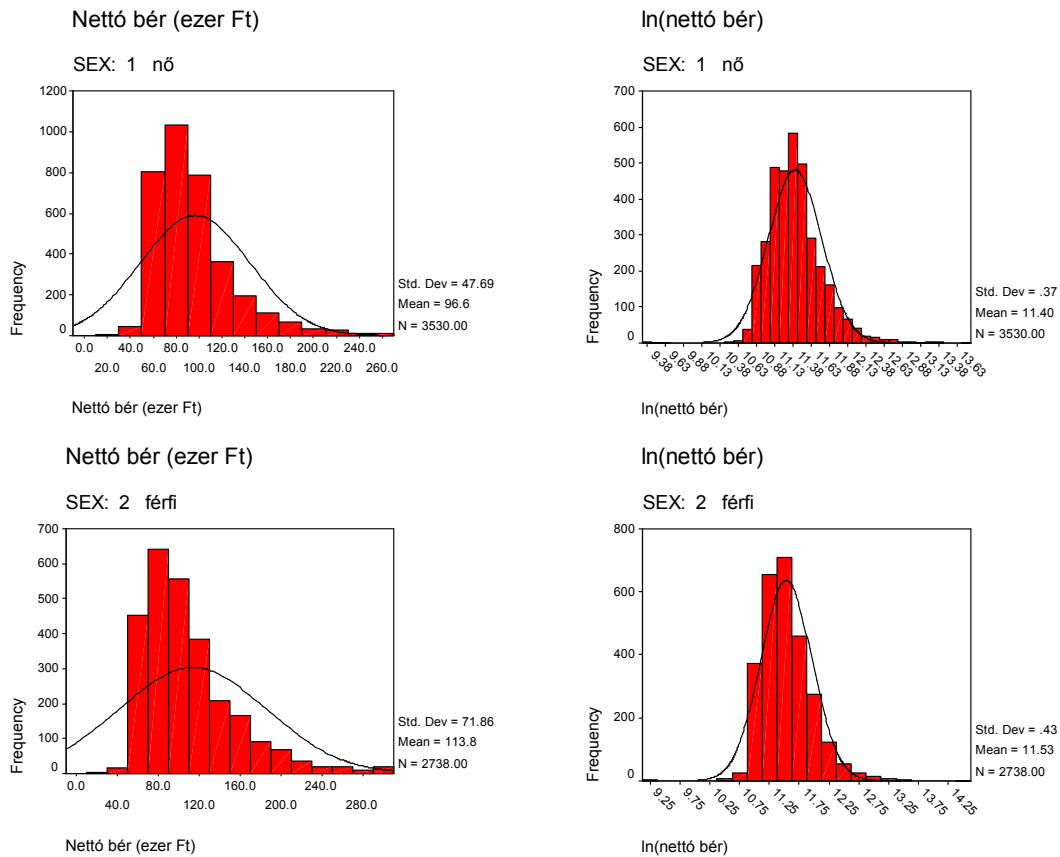 Nettó bér (ezer Ft)
SEX: 1 nő
1200
1000
800
600
400
200
0
Frequency
Std. Dev = 47.69
Mean = 96.6
N = 3530.00
0.0 40.0 80.0 120.0 160.0 200.0 240.0
20.0 60.0 100.0 140.0 180.0 220.0 260.0
Nettó bér (ezer Ft)
ln(nettó bér)
SEX: 1 nő
700
600
500
400
300
200
100
0
Frequency
Std. Dev = .37
Mean = 11.40
N = 3530.00
9.38 9.63 9.88 10.13 10.38 10.63 10.88 11.13 11.38 11.63 11.88 12.13 12.38 12.63 12.88 13.13 13.38 13.63
ln(nettó bér)
Nettó bér (ezer Ft)
SEX: 2 férfi
700
600
500
400
300
200
100
0
Frequency
Std. Dev = 71.86
Mean = 113.8
N = 2738.00
0.0 80.0 160.0 240.0
40.0 120.0 200.0 280.0
Nettó bér (ezer Ft)
ln(nettó bér)
SEX: 2 férfi
800
600
400
200
0
Frequency
Std. Dev = .43
Mean = 11.53
N = 2738.00
9.25 9.75 10.25 10.75 11.25 11.75 12.25 12.75 13.25 13.75 14.25
ln(nettó bér)